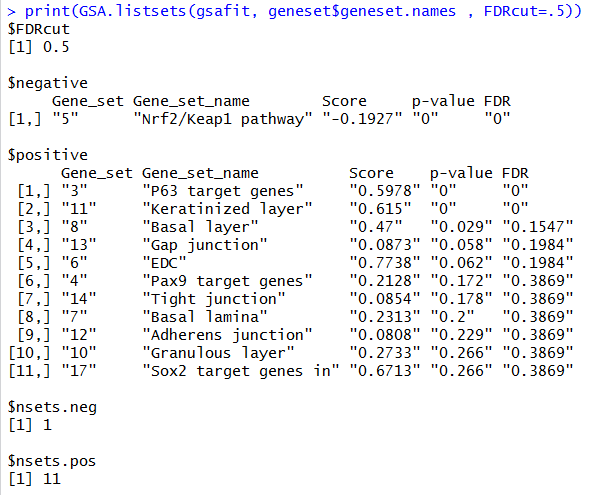 > print(GSA.listsets(gsafit, geneset$geneset.names , FDRcut=.5))
$FDRcut
[1] 0.5
$negative
     Gene_set Gene_set_name         Score     p-value FDR
[1,] "5"      "Nrf2/Keap1 pathway" "-0.1927" "0"     "0"
$positive
      Gene_set Gene_set_name          Score    p-value FDR
 [1,] "3"      "P63 target genes"     "0.5978" "0"     "0"
 [2,] "11"     "Keratinized layer"    "0.615"  "0"     "0"
 [3,] "8"      "Basal layer"          "0.47"   "0.029" "0.1547"
 [4,] "13"     "Gap junction"         "0.0873" "0.058" "0.1984"
 [5,] "6"      "EDC"                  "0.7738" "0.062" "0.1984"
 [6,] "4"      "Pax9 target genes"    "0.2128" "0.172" "0.3869"
 [7,] "14"     "Tight junction"       "0.0854" "0.178" "0.3869"
 [8,] "7"      "Basal lamina"         "0.2313" "0.2"   "0.3869"
 [9,] "12"     "Adherens junction"    "0.0808" "0.229" "0.3869"
[10,] "10"     "Granulous layer"      "0.2733" "0.266" "0.3869"
[11,] "17"     "Sox2 target genes in" "0.6713" "0.266" "0.3869"
$nsets.neg
[1] 1
$nsets.pos
[1] 11